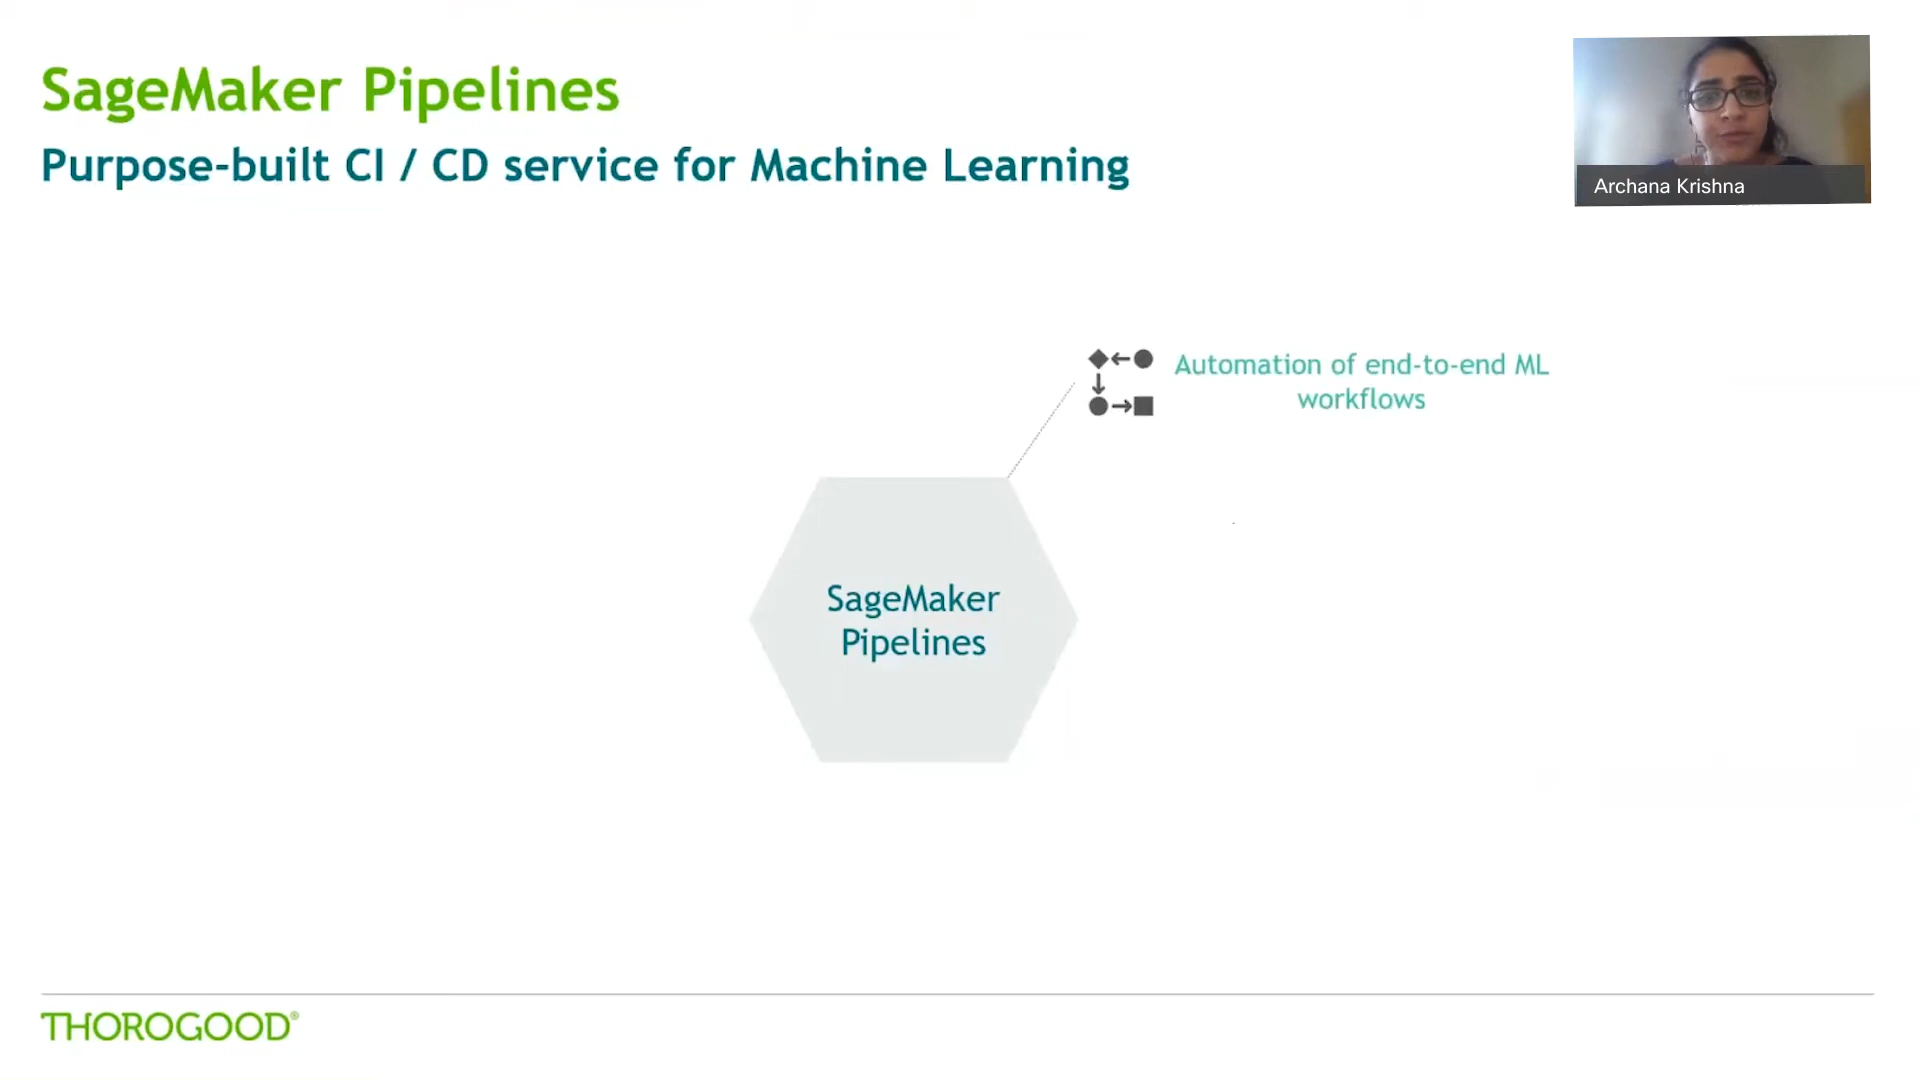 SageMaker Pipelines
Purpose-built CI / CD service for Machine Learning
Archana Krishna
Automation of end-to-end ML
workflows
SageMaker
Pipelines
THOROGOOD®